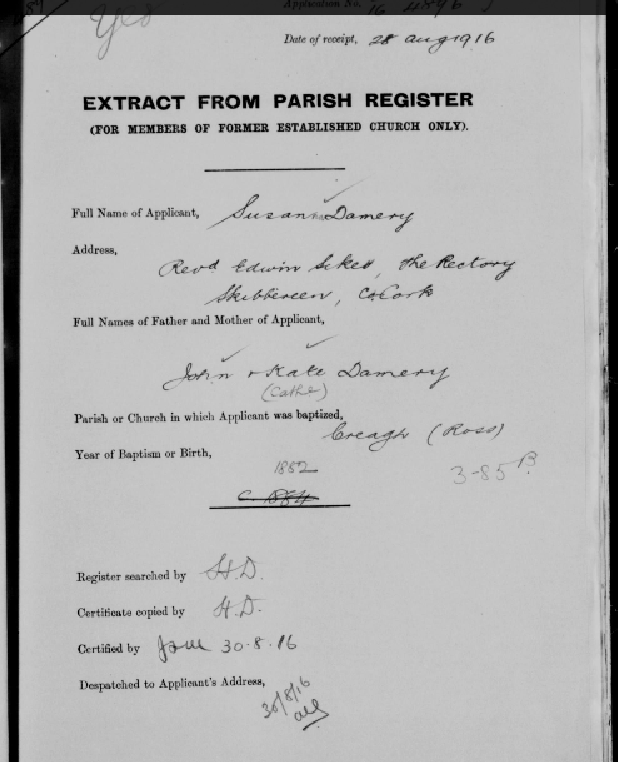 Application No. 16
Yes
Date of receipt, 28 Aug 1916
EXTRACT FROM PARISH REGISTER
(FOR MEMBERS OF FORMER ESTABLISHED CHURCH ONLY).
Full Name of Applicant, Susan Damery
Address,
Revd. Edwin Sikes, The Rectory
Skibbereen, Co. Cork
Full Names of Father and Mother of Applicant,
John & Kate Damery
(Cathe)
Parish or Church in which Applicant was baptized,
Creagh (Ross)
Year of Baptism or Birth,
1852
3-85 B
Register searched by H.D.
Certificate copied by H.D.
Certified by 30.8.16
Despatched to Applicant's Address,
30/8/16